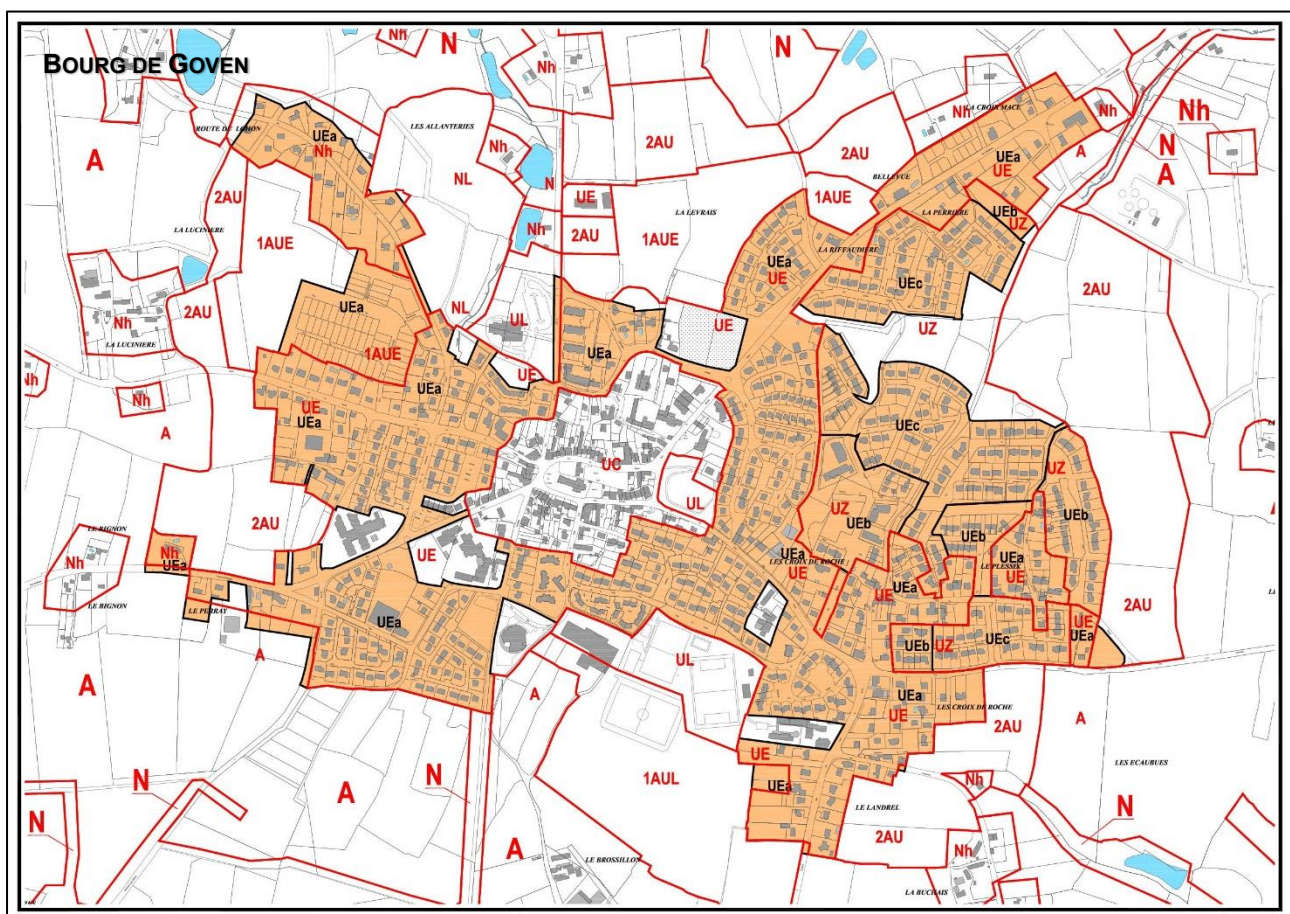 BOURG DE GOVEN
Nh
N
N
ROUTE DU LOHON
UEa
Nh
LES ALLANTERIES
Nh
A
2AU
NL
N
LA LUCINIERE
1AUE
Nh
2AU
Nh
LA LUCINIERE
UEa
1AUE
NL
UL
UE
UE
2AU
LA LEVRAIS
1AUE
2AU
2AU
1AUE
BELLEVUE
Nh
LA CROIX MACE
UEa
UE
A
Nh
N
A
Nh
UEb
UZ
LA PERRIERE
LA RIFFAUDIERE
UEa
UE
UEc
UZ
2AU
UE
UEa
UEa
Nh
Nh
A
UE
UEa
UC
UL
UEc
UZ
UEb
UZ
UEb
UEb
UEa
UE
LE PLESSIX
2AU
LE BIGNON
Nh
LE BIGNON
2AU
Nh
UEa
LE PERRAY
A
UE
UEa
UEa
LES CROIX DE ROCHE
UE
UE
UEa
UEb
UZ
UEc
UE
UEa
A
A
UL
UEa
UE
LES CROIX DE ROCHE
2AU
A
LES ECAUBUES
N
N
A
N
1AUL
UE
UEa
LE LANDREL
2AU
Nh
N
A
LE BROSSILLON
Nh
LA BUCHAIS